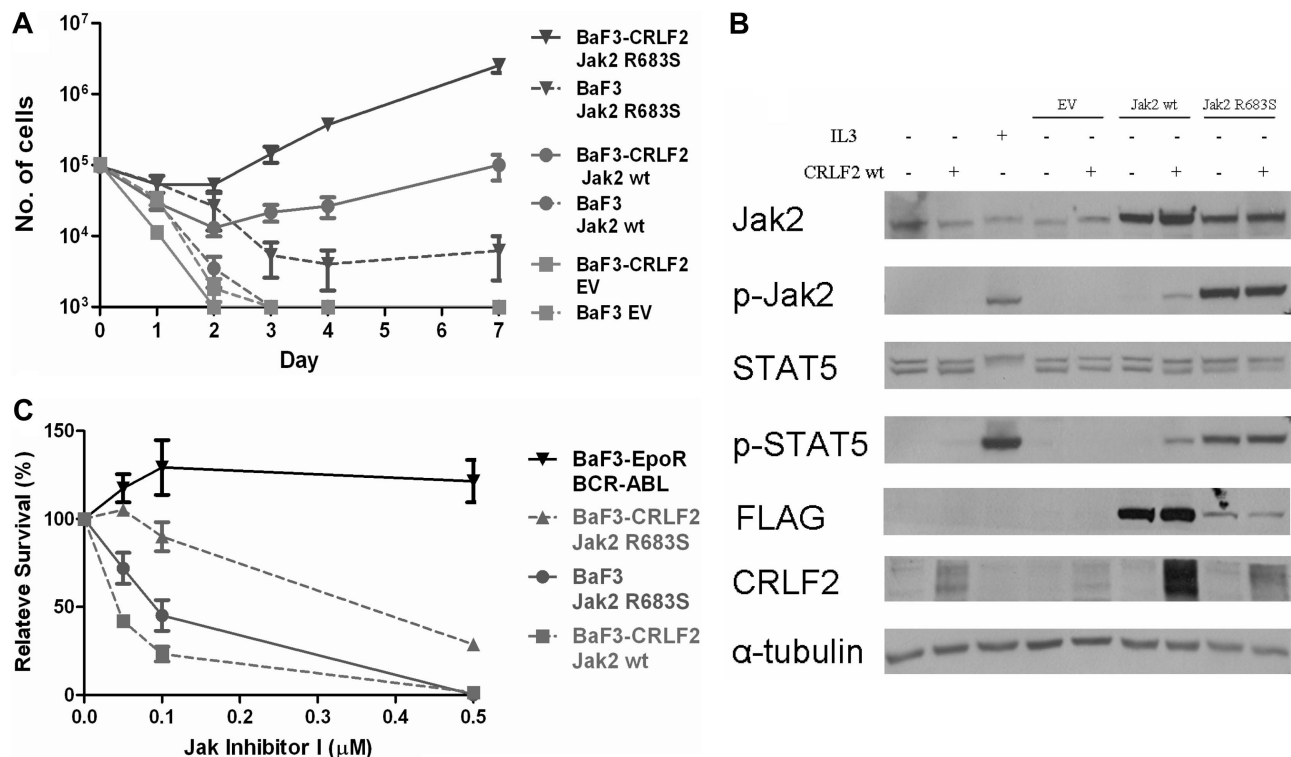 A
10^7
10^6
10^5
10^4
10^3
No. of cells
0 1 2 3 4 7
Day
BaF3-CRLF2
Jak2 R683S
BaF3
Jak2 R683S
BaF3-CRLF2
Jak2 wt
BaF3
Jak2 wt
BaF3-CRLF2
EV
BaF3 EV
B
EV Jak2 wt Jak2 R683S
IL3 - - + - - - - - -
CRLF2 wt - + - - + - + - +
Jak2
p-Jak2
STAT5
p-STAT5
FLAG
CRLF2
α-tubulin
C
150
100
50
0
Relateve Survival (%)
0.0 0.1 0.2 0.3 0.4 0.5
Jak Inhibitor I (μM)
BaF3-EpoR
BCR-ABL
BaF3-CRLF2
Jak2 R683S
BaF3
Jak2 R683S
BaF3-CRLF2
Jak2 wt